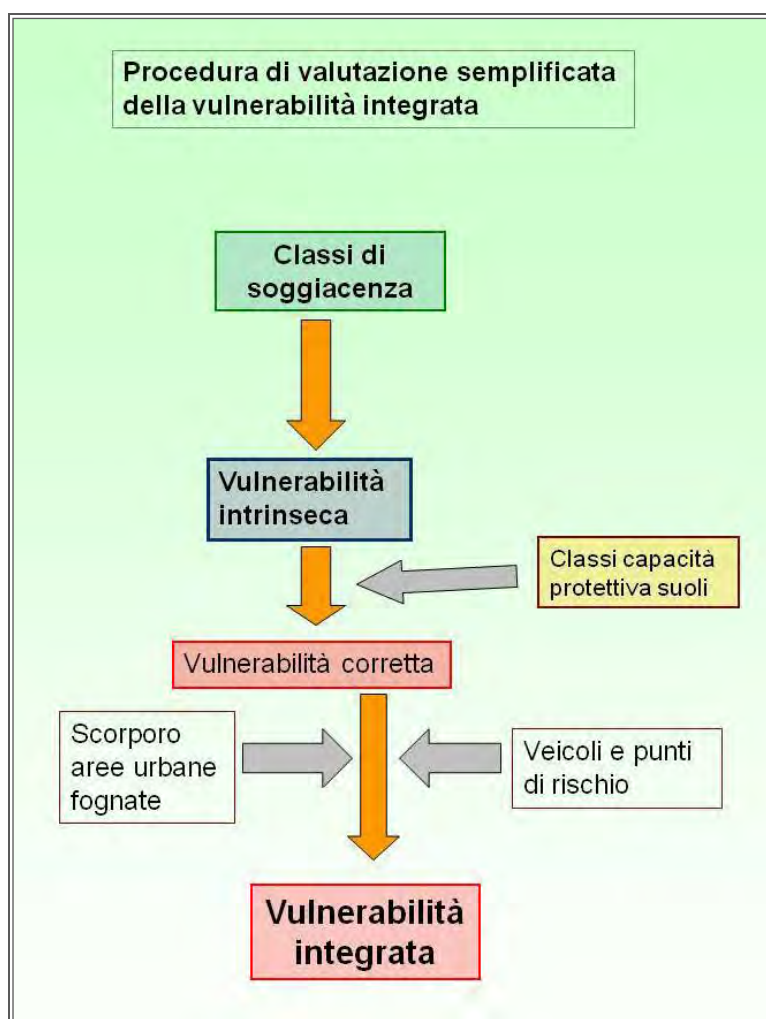 Procedura di valutazione semplificata
della vulnerabilità integrata
Classi di
soggiacenza
Vulnerabilità
intrinseca
Classi capacità
protettiva suoli
Vulnerabilità corretta
Scorporo
aree urbane
fognate
Veicoli e punti
di rischio
Vulnerabilità
integrata